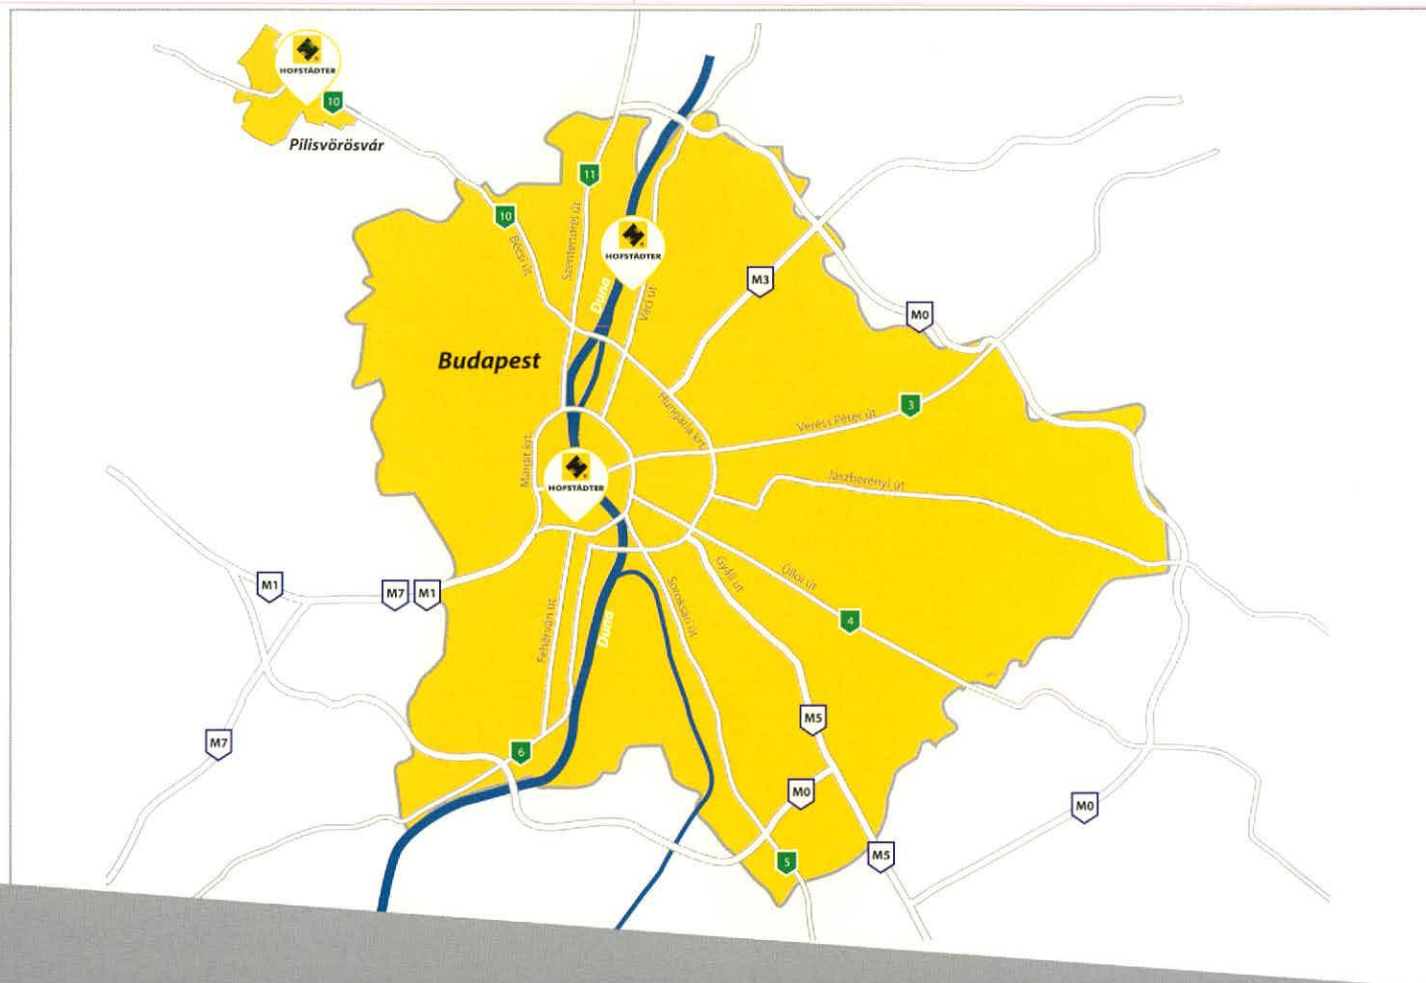 HOFSTÄDTER
10
Pilisvörösvár
11
10
Bécsi út
Szentendrei út
HOFSTÄDTER
Duna
Váci út
M3
M0
Budapest
3
Hungária krt.
Veress Péter út
Margit krt.
HOFSTÄDTER
Jászberényi út
M1
M7
M1
Gyáli út
Üllői út
Soroksári út
Fehérvári út
Duna
4
M7
6
M5
M0
M0
5
M5